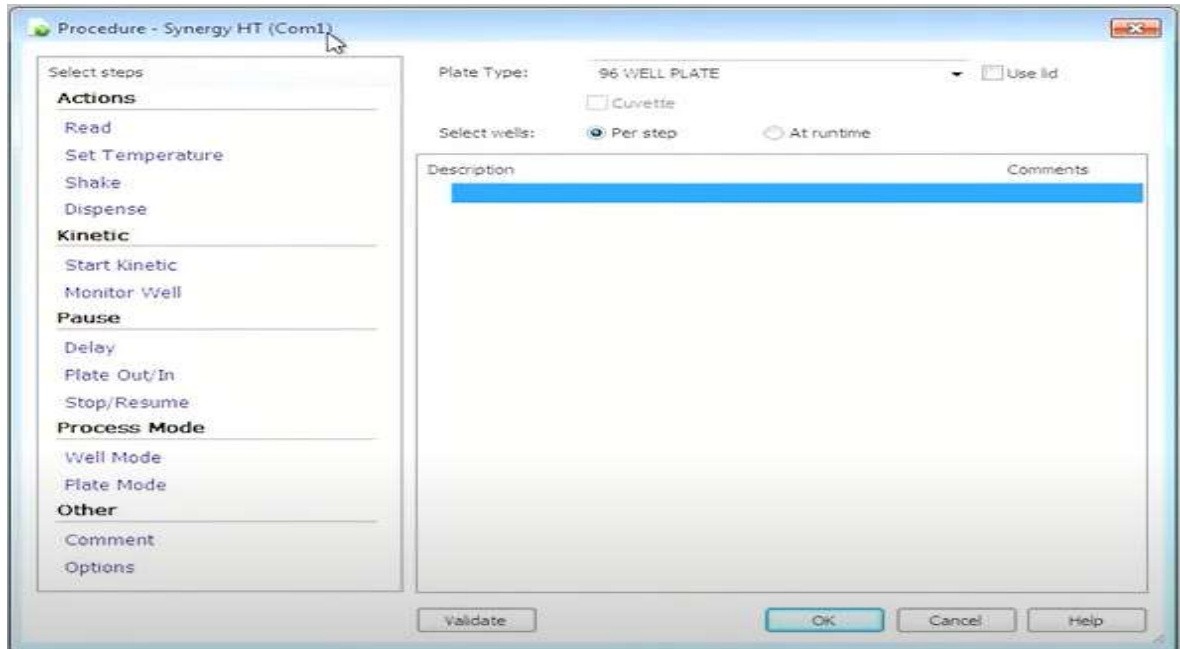 Procedure - Synergy HT (Com1)
Select steps
Actions
Read
Set Temperature
Shake
Dispense
Kinetic
Start Kinetic
Monitor Well
Pause
Delay
Plate Out/In
Stop/Resume
Process Mode
Well Mode
Plate Mode
Other
Comment
Options
Plate Type: 96 WELL PLATE Use lid
Cuvette
Select wells: Per step At runtime
Description Comments
Validate OK Cancel Help